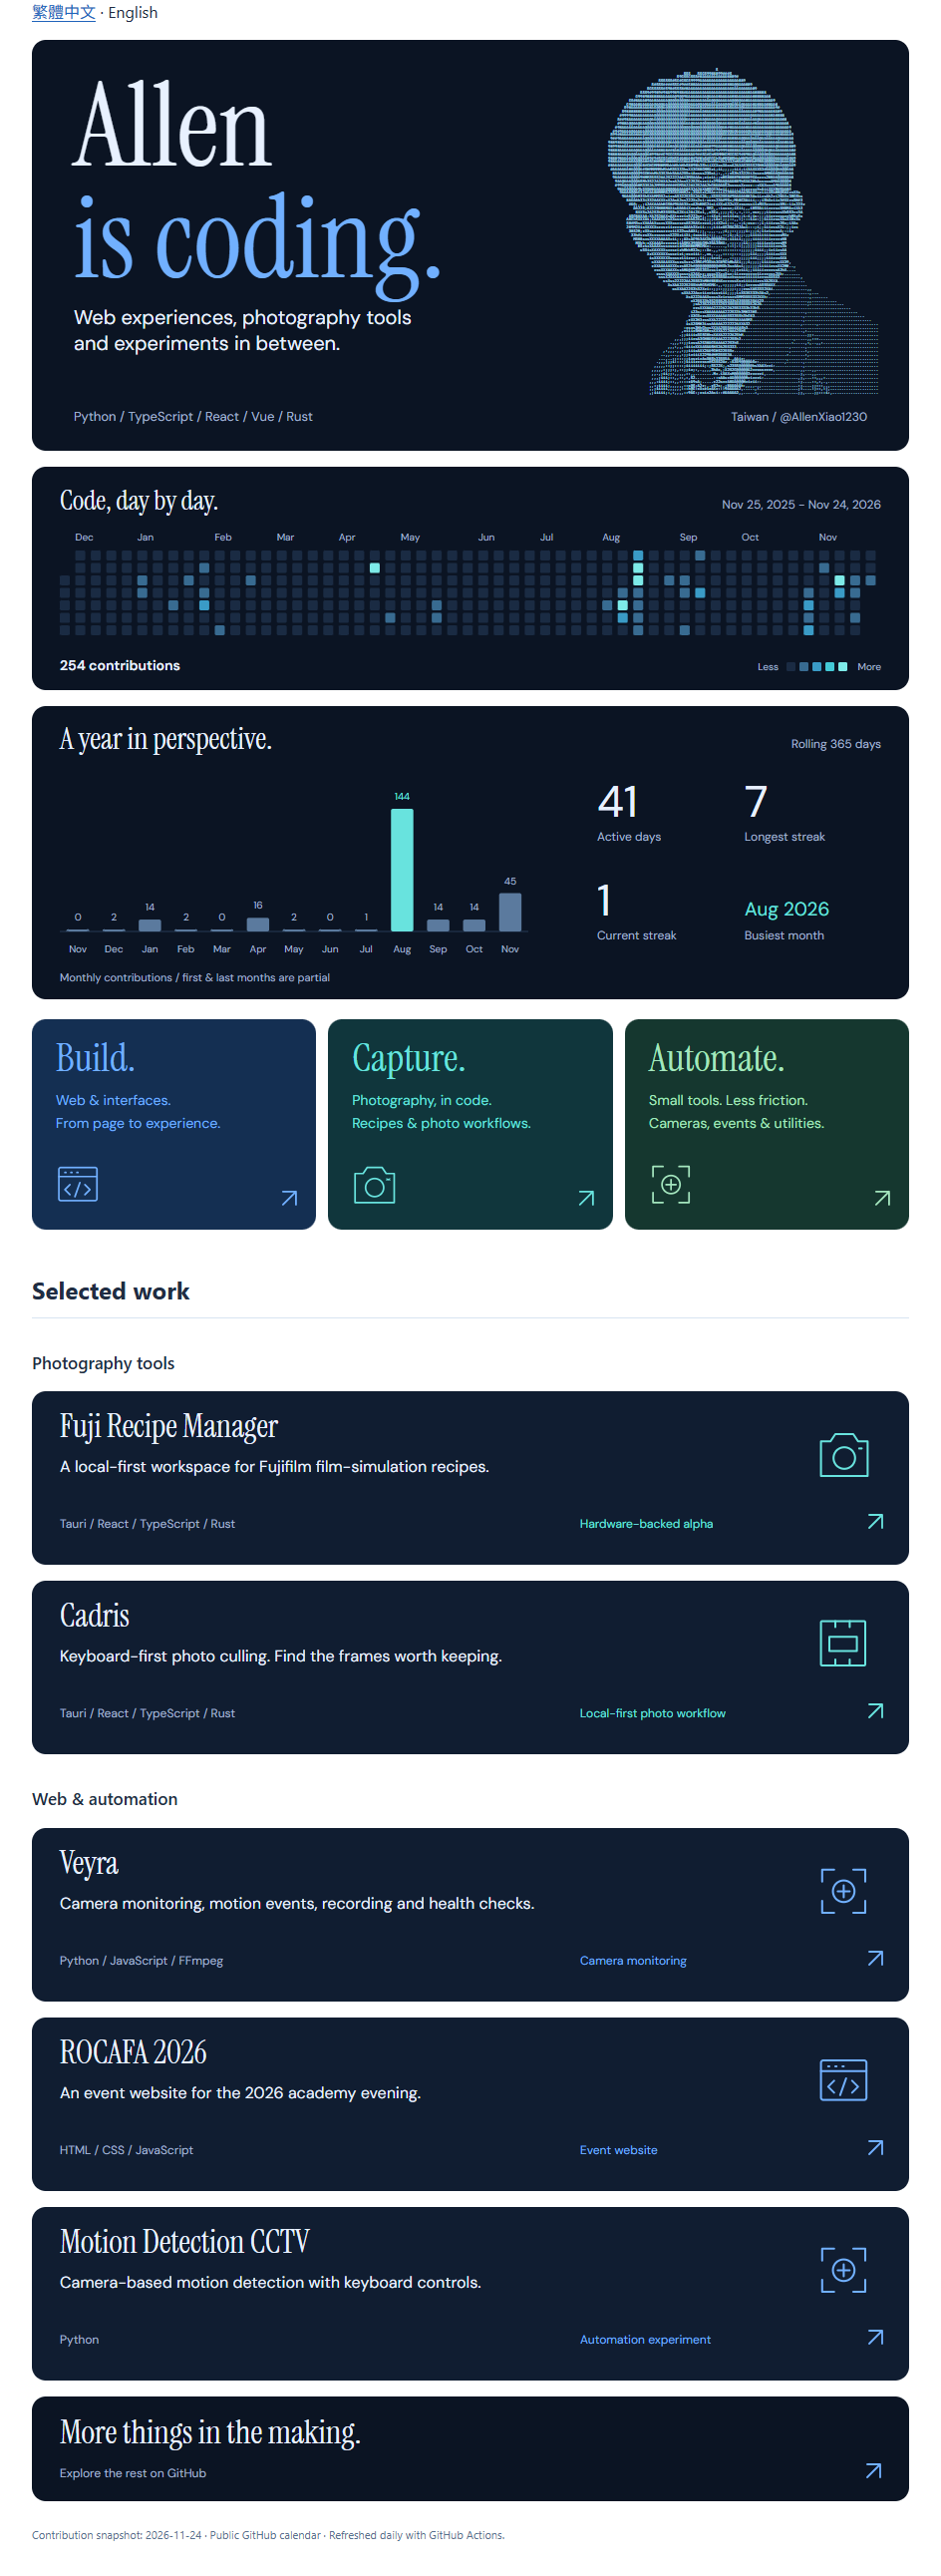 繁體中文 · English
Allen
is coding.
Web experiences, photography tools
and experiments in between.
Python / TypeScript / React / Vue / Rust
Taiwan / @AllenXiao1230
Code, day by day.
Nov 25, 2025 - Nov 24, 2026
Dec Jan Feb Mar Apr May Jun Jul Aug Sep Oct Nov
254 contributions
Less More
A year in perspective.
Rolling 365 days
0 2 14 2 0 16 2 0 1 144 14 14 45
Nov Dec Jan Feb Mar Apr May Jun Jul Aug Sep Oct Nov
Monthly contributions / first & last months are partial
41
Active days
7
Longest streak
1
Current streak
Aug 2026
Busiest month
Build.
Web & interfaces.
From page to experience.
Capture.
Photography, in code.
Recipes & photo workflows.
Automate.
Small tools. Less friction.
Cameras, events & utilities.
Selected work
Photography tools
Fuji Recipe Manager
A local-first workspace for Fujifilm film-simulation recipes.
Tauri / React / TypeScript / Rust
Hardware-backed alpha
Cadris
Keyboard-first photo culling. Find the frames worth keeping.
Tauri / React / TypeScript / Rust
Local-first photo workflow
Web & automation
Veyra
Camera monitoring, motion events, recording and health checks.
Python / JavaScript / FFmpeg
Camera monitoring
ROCAFA 2026
An event website for the 2026 academy evening.
HTML / CSS / JavaScript
Event website
Motion Detection CCTV
Camera-based motion detection with keyboard controls.
Python
Automation experiment
More things in the making.
Explore the rest on GitHub
Contribution snapshot: 2026-11-24 · Public GitHub calendar · Refreshed daily with GitHub Actions.